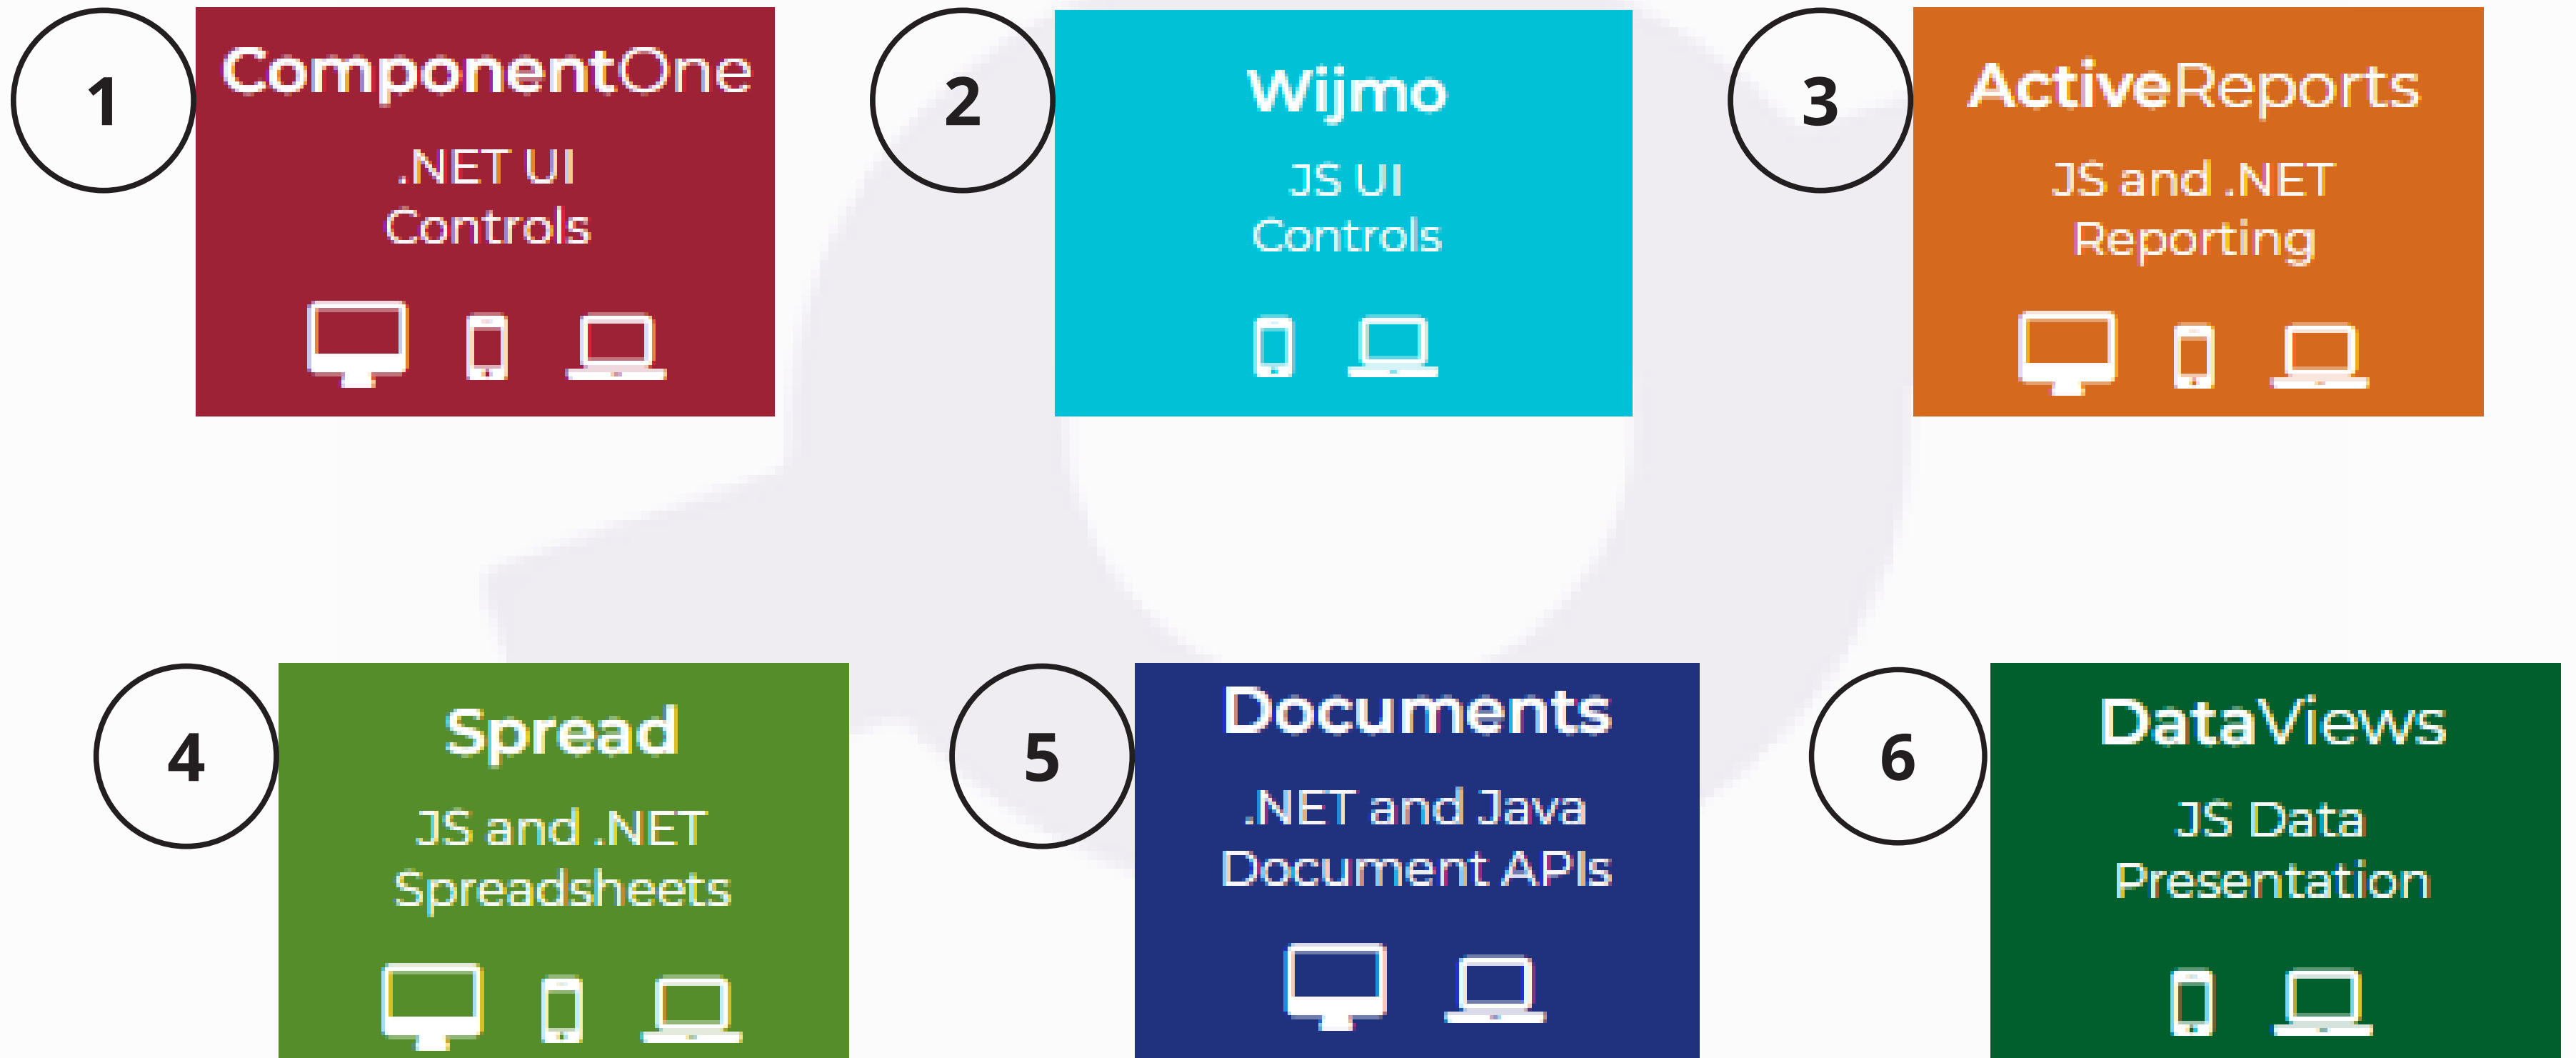 1
ComponentOne
.NET UI
Controls
2
Wijmo
JS UI
Controls
3
ActiveReports
JS and .NET
Reporting
4
Spread
JS and .NET
Spreadsheets
5
Documents
.NET and Java
Document APIs
6
DataViews
JS Data
Presentation